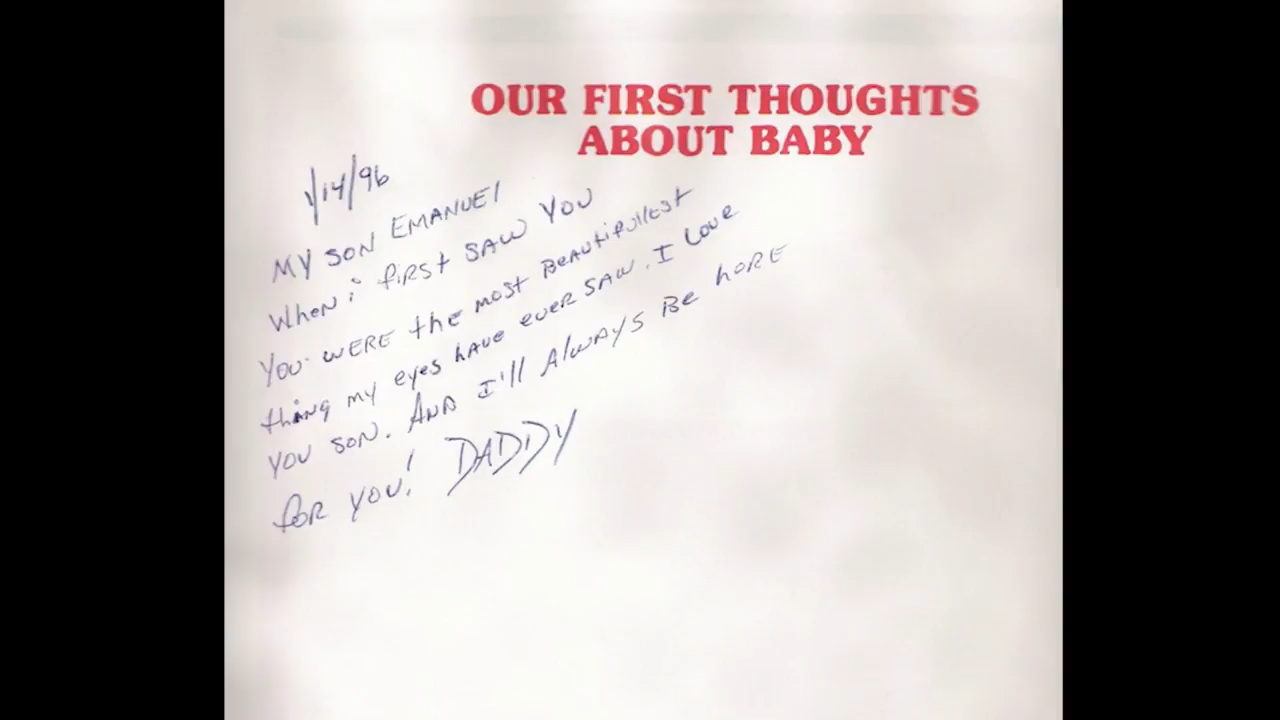 OUR FIRST THOUGHTS
ABOUT BABY
1/14/96
MY SON EMANUEl
When i first SAW YOU
YOU WERE the most BeautifullEst
thing my eyes have ever SAW. I love
YOU SON. AND I'll Always Be hORE
for you! DADDY